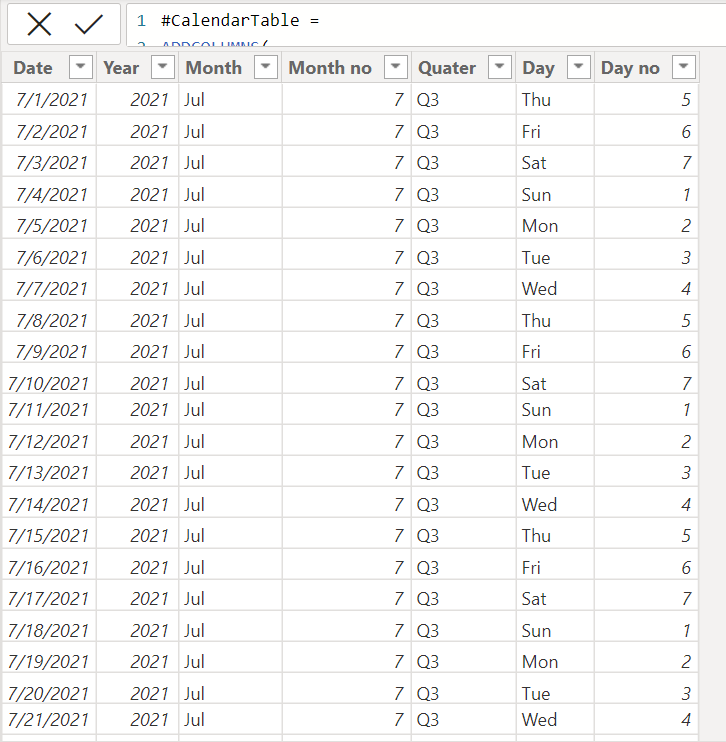 1 #CalendarTable =
2 ADDCOLUMNS(
Date Year Month Month no Quater Day Day no
7/1/2021 2021 Jul 7 Q3 Thu 5
7/2/2021 2021 Jul 7 Q3 Fri 6
7/3/2021 2021 Jul 7 Q3 Sat 7
7/4/2021 2021 Jul 7 Q3 Sun 1
7/5/2021 2021 Jul 7 Q3 Mon 2
7/6/2021 2021 Jul 7 Q3 Tue 3
7/7/2021 2021 Jul 7 Q3 Wed 4
7/8/2021 2021 Jul 7 Q3 Thu 5
7/9/2021 2021 Jul 7 Q3 Fri 6
7/10/2021 2021 Jul 7 Q3 Sat 7
7/11/2021 2021 Jul 7 Q3 Sun 1
7/12/2021 2021 Jul 7 Q3 Mon 2
7/13/2021 2021 Jul 7 Q3 Tue 3
7/14/2021 2021 Jul 7 Q3 Wed 4
7/15/2021 2021 Jul 7 Q3 Thu 5
7/16/2021 2021 Jul 7 Q3 Fri 6
7/17/2021 2021 Jul 7 Q3 Sat 7
7/18/2021 2021 Jul 7 Q3 Sun 1
7/19/2021 2021 Jul 7 Q3 Mon 2
7/20/2021 2021 Jul 7 Q3 Tue 3
7/21/2021 2021 Jul 7 Q3 Wed 4